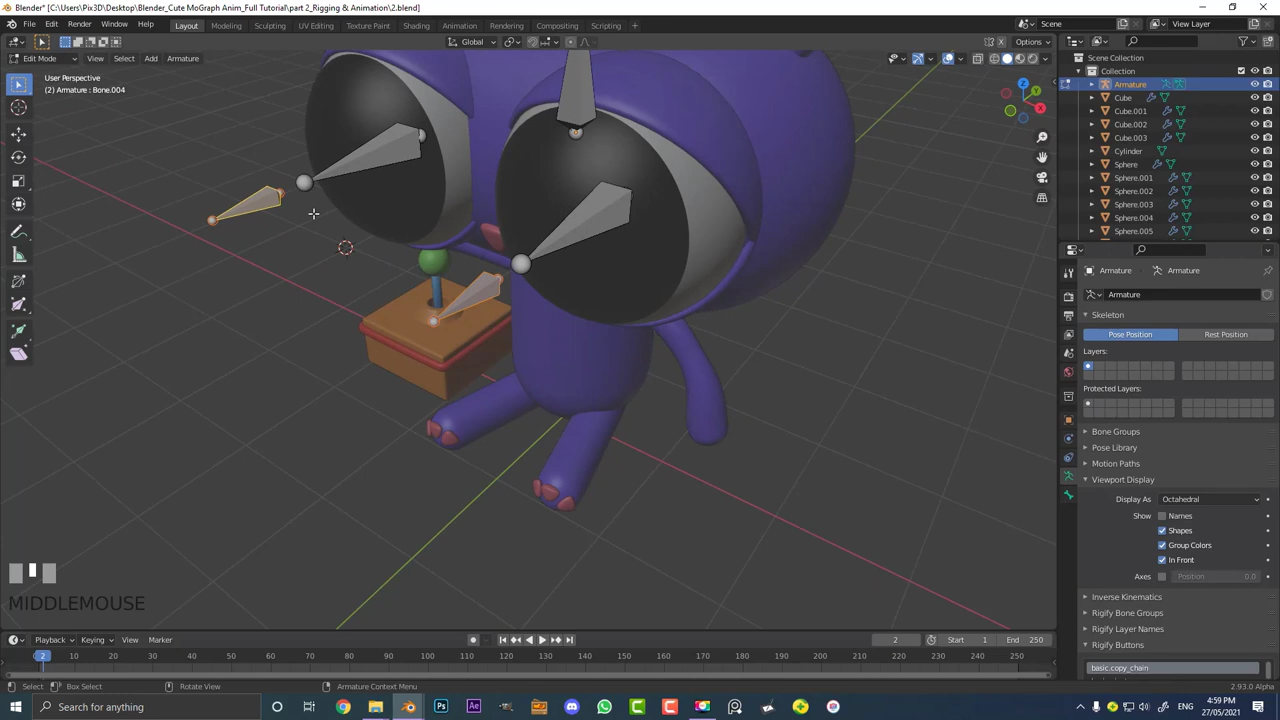 Blender* [C:\Users\Pix3D\Desktop\Blender_Cute MoGraph Anim_Full Tutorial\part 2_Rigging & Animation\2.blend]
File Edit Render Window Help Layout Modeling Sculpting UV Editing Texture Paint Shading Animation Rendering Compositing Scripting + Scene View Layer
Global Options
Edit Mode View Select Add Armature
User Perspective
(2) Armature : Bone.004
Scene Collection
Collection
Armature
Cube
Cube.001
Cube.002
Cube.003
Cylinder
Sphere
Sphere.001
Sphere.002
Sphere.003
Sphere.004
Sphere.005
Armature Armature
Armature
Skeleton
Pose Position Rest Position
Layers:
Protected Layers:
Bone Groups
Pose Library
Motion Paths
Viewport Display
Display As Octahedral
Show Names
Shapes
Group Colors
In Front
Axes Position 0.0
Inverse Kinematics
Rigify Bone Groups
Rigify Layer Names
Rigify Buttons
basic.copy_chain
MIDDLEMOUSE
Playback Keying View Marker 2 Start 1 End 250
2 10 20 30 40 50 60 70 80 90 100 110 120 130 140 150 160 170 180 190 200 210 220 230 240 250
Select Box Select Rotate View Armature Context Menu 2.93.0 Alpha
Search for anything
X
Y
Z
Ps
Ae
4:59 PM
27/05/2021